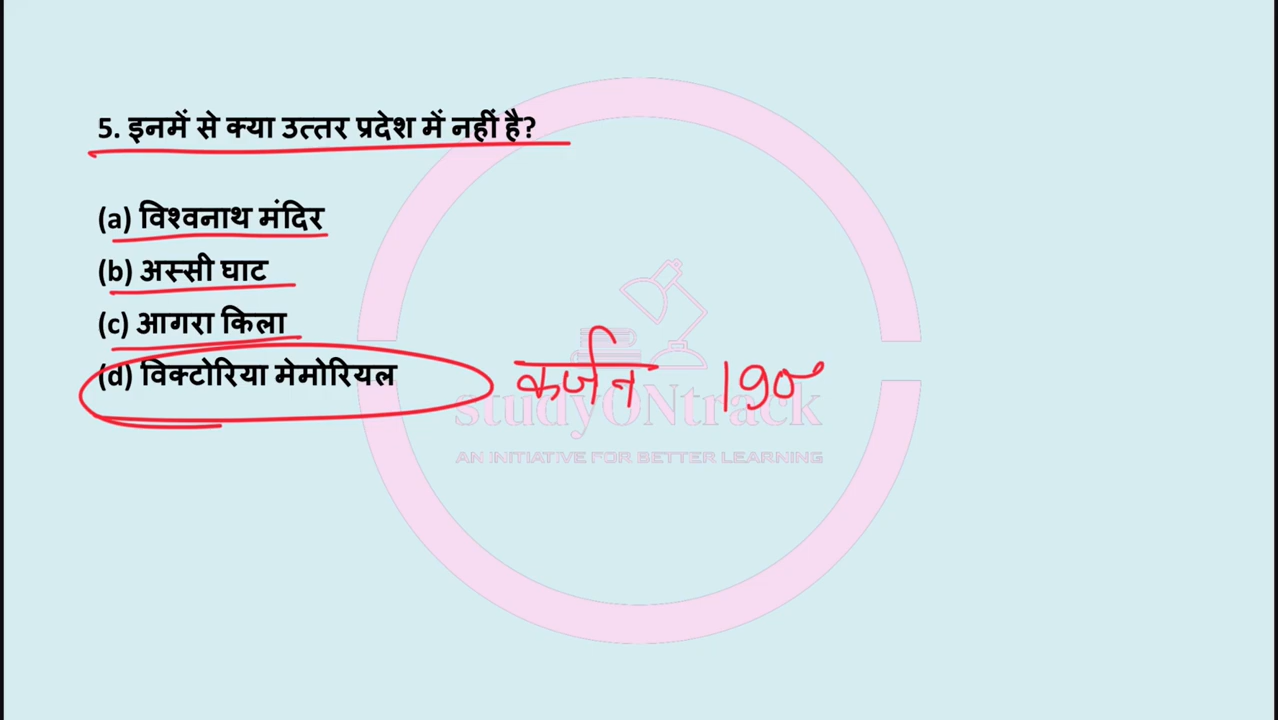 5. इनमें से क्या उत्तर प्रदेश में नहीं है?
(a) विश्वनाथ मंदिर
(b) अस्सी घाट
(c) आगरा किला
(d) विक्टोरिया मेमोरियल
कर्जन 190
studyONtrack
AN INITIATIVE FOR BETTER LEARNING